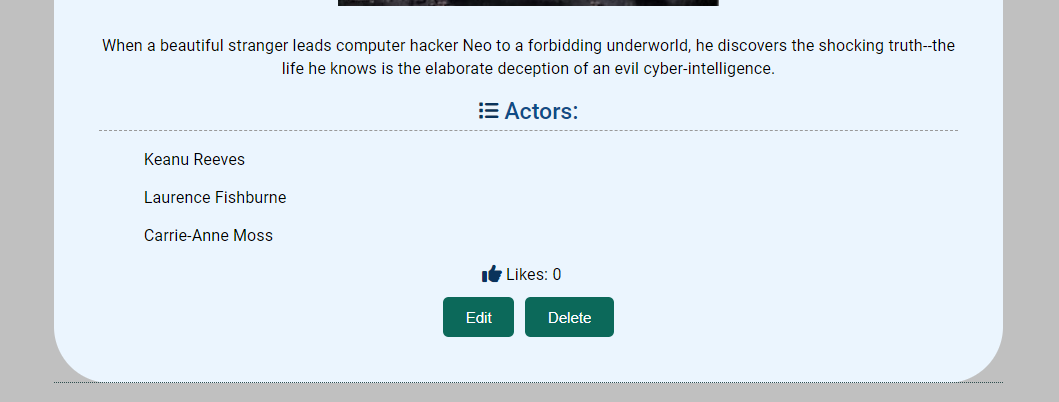 When a beautiful stranger leads computer hacker Neo to a forbidding underworld, he discovers the shocking truth--the
life he knows is the elaborate deception of an evil cyber-intelligence.
Actors:
Keanu Reeves
Laurence Fishburne
Carrie-Anne Moss
Likes: 0
Edit Delete